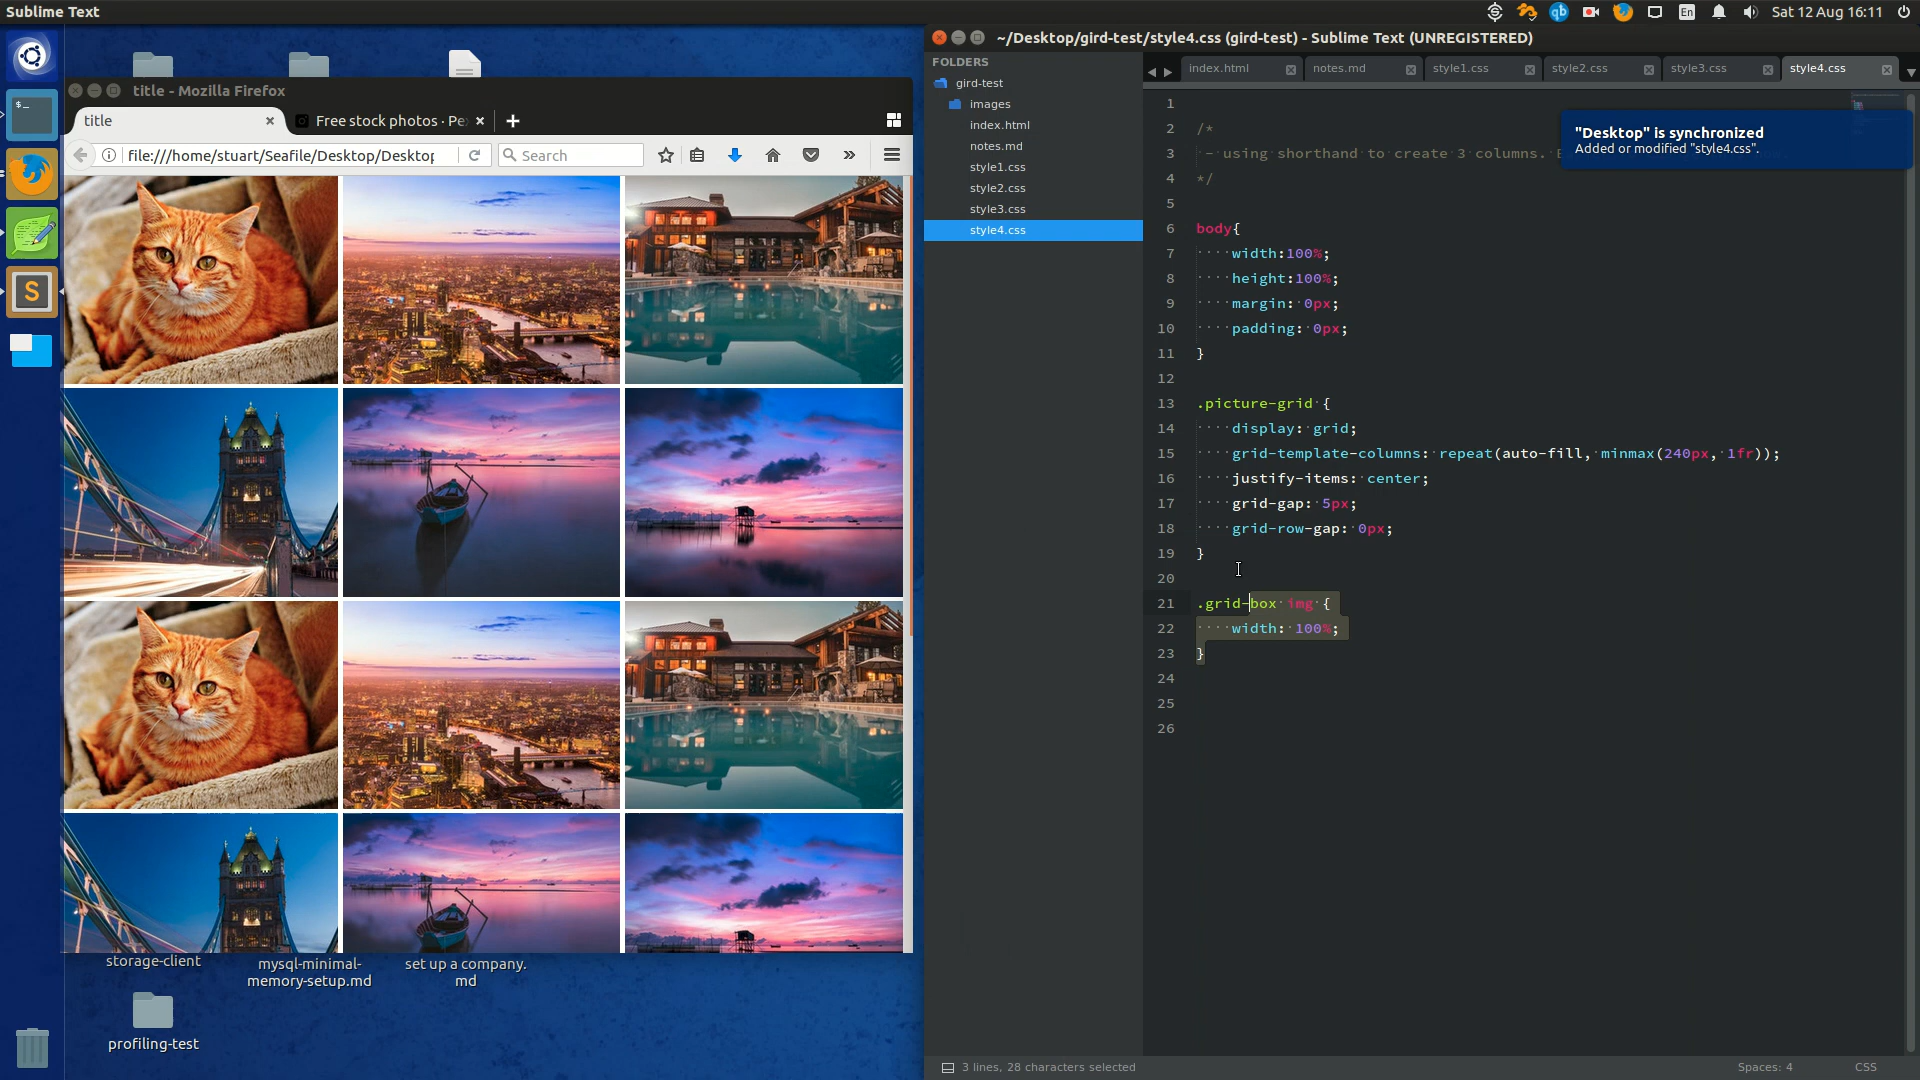 Sublime Text
En
Sat 12 Aug 16:11
title - Mozilla Firefox
title
Free stock photos · Pe
file:///home/stuart/Seafile/Desktop/Desktop
Search
storage-client
mysql-minimal-
memory-setup.md
set up a company.
md
profiling-test
~/Desktop/gird-test/style4.css (gird-test) - Sublime Text (UNREGISTERED)
FOLDERS
gird-test
images
index.html
notes.md
style1.css
style2.css
style3.css
style4.css
index.html
notes.md
style1.css
style2.css
style3.css
style4.css
"Desktop" is synchronized
Added or modified "style4.css".
1
2 /*
3 - using shorthand to create 3 columns.
4 */
5
6 body{
7 width:100%;
8 height:100%;
9 margin: 0px;
10 padding: 0px;
11 }
12
13 .picture-grid {
14 display: grid;
15 grid-template-columns: repeat(auto-fill, minmax(240px, 1fr));
16 justify-items: center;
17 grid-gap: 5px;
18 grid-row-gap: 0px;
19 }
20
21 .grid-box img {
22 width: 100%;
23 }
24
25
26
3 lines, 28 characters selected
Spaces: 4
CSS